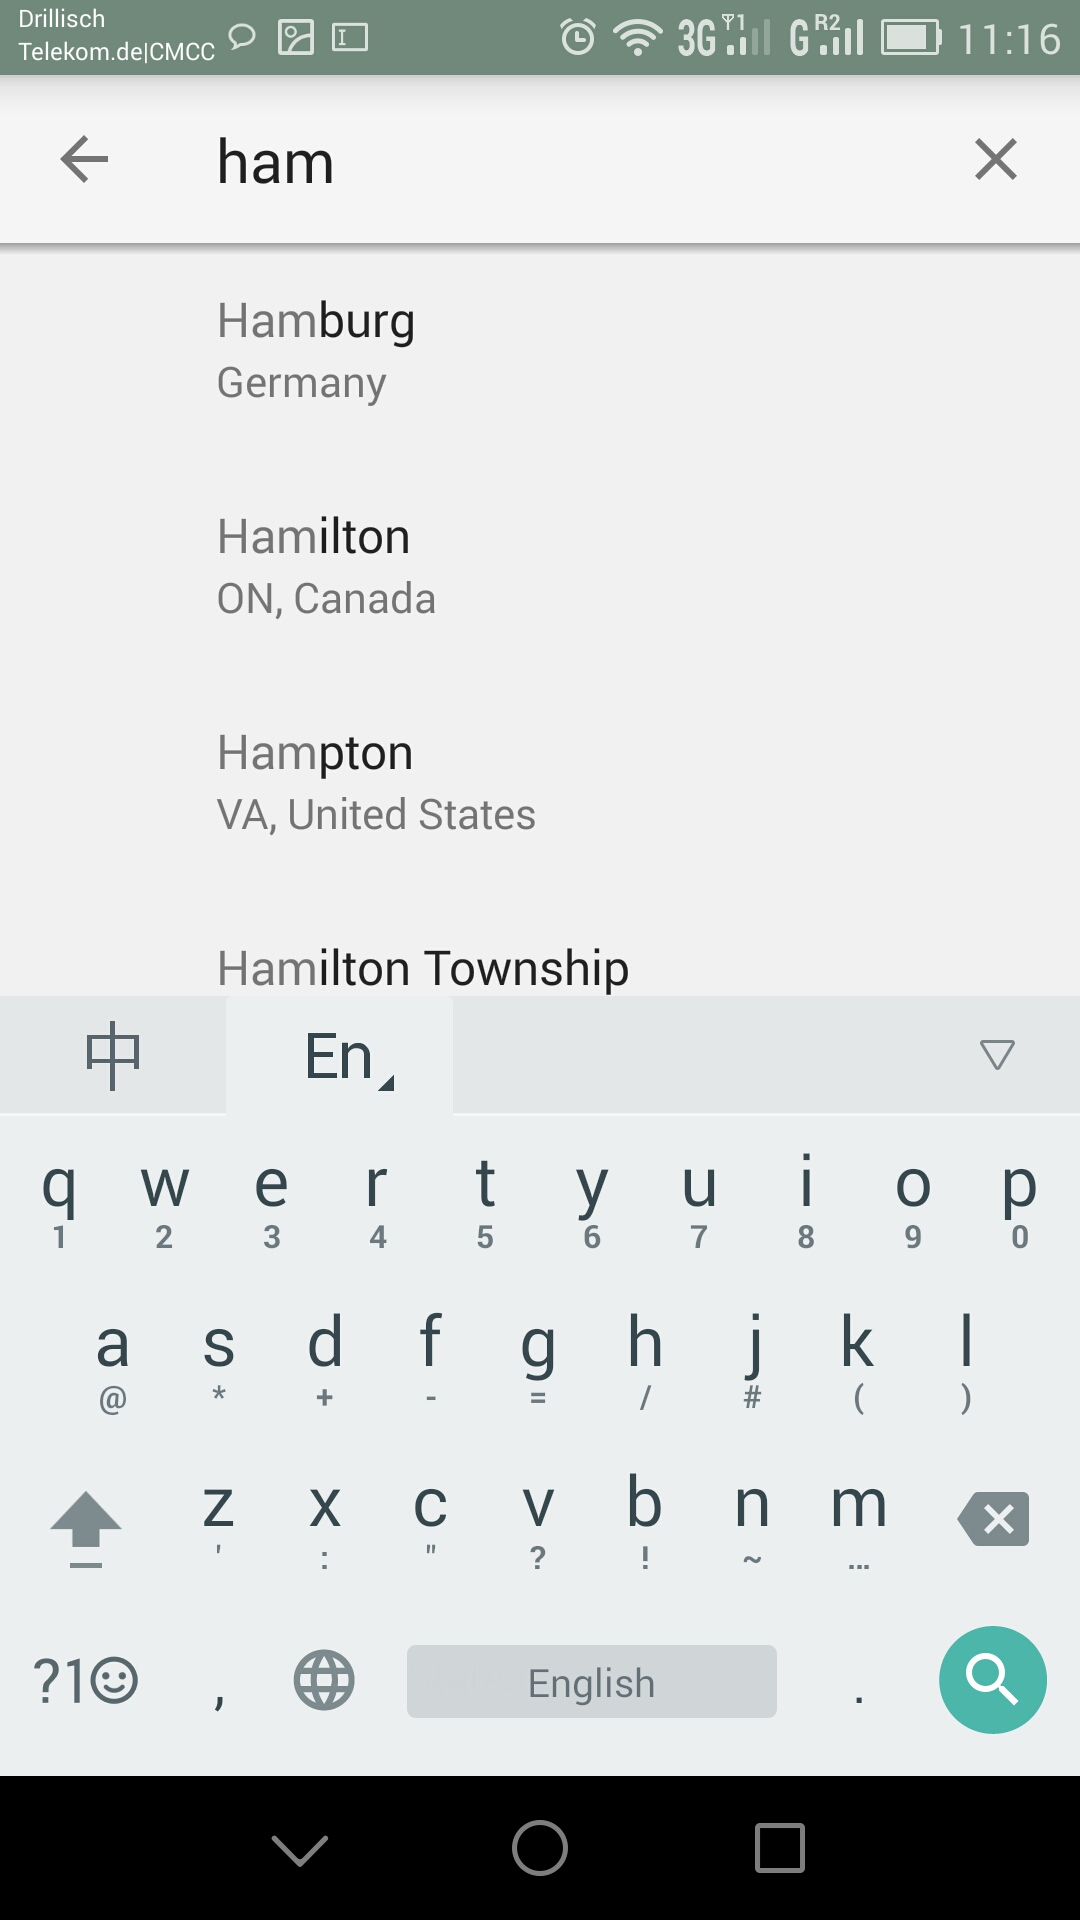 Drillisch
Telekom.de|CMCC
3G 1 G R2 11:16
ham
Hamburg
Germany
Hamilton
ON, Canada
Hampton
VA, United States
Hamilton Township
中 En
q w e r t y u i o p
1 2 3 4 5 6 7 8 9 0
a s d f g h j k l
@ * + - = / # ( )
z x c v b n m
' : " ? ! ~ ...
?1☺ , English .